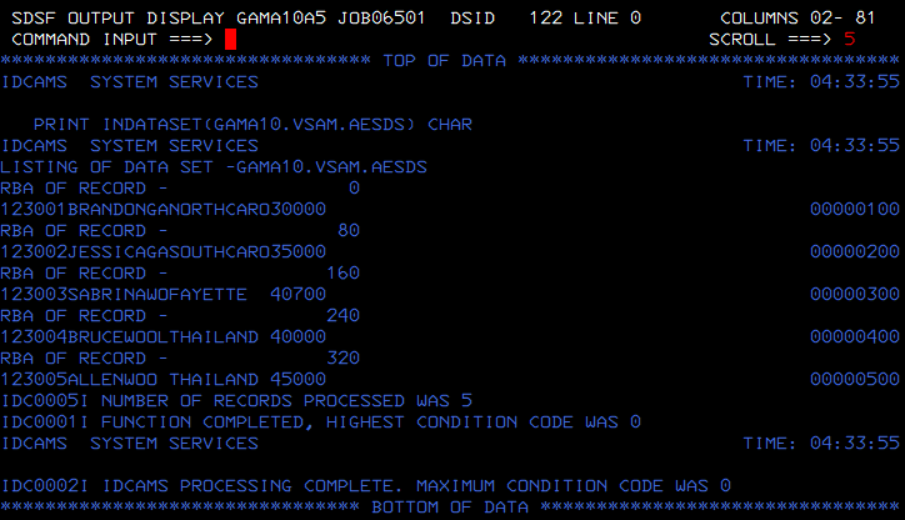 SDSF OUTPUT DISPLAY GAMA10A5 JOB06501  DSID   122 LINE 0       COLUMNS 02- 81
COMMAND INPUT ===>                                            SCROLL ===> 5
********************************* TOP OF DATA **********************************
IDCAMS  SYSTEM SERVICES                                           TIME: 04:33:55
   PRINT INDATASET(GAMA10.VSAM.AESDS) CHAR
IDCAMS  SYSTEM SERVICES                                           TIME: 04:33:55
LISTING OF DATA SET -GAMA10.VSAM.AESDS
RBA OF RECORD -                0
123001BRANDONGANORTHCARO30000                                           00000100
RBA OF RECORD -               80
123002JESSICAGASOUTHCARO35000                                           00000200
RBA OF RECORD -              160
123003SABRINAWOFAYETTE  40700                                           00000300
RBA OF RECORD -              240
123004BRUCEWOOLTHAILAND 40000                                           00000400
RBA OF RECORD -              320
123005ALLENWOO THAILAND 45000                                           00000500
IDC0005I NUMBER OF RECORDS PROCESSED WAS 5
IDC0001I FUNCTION COMPLETED, HIGHEST CONDITION CODE WAS 0
IDCAMS  SYSTEM SERVICES                                           TIME: 04:33:55
IDC0002I IDCAMS PROCESSING COMPLETE. MAXIMUM CONDITION CODE WAS 0
******************************** BOTTOM OF DATA ********************************